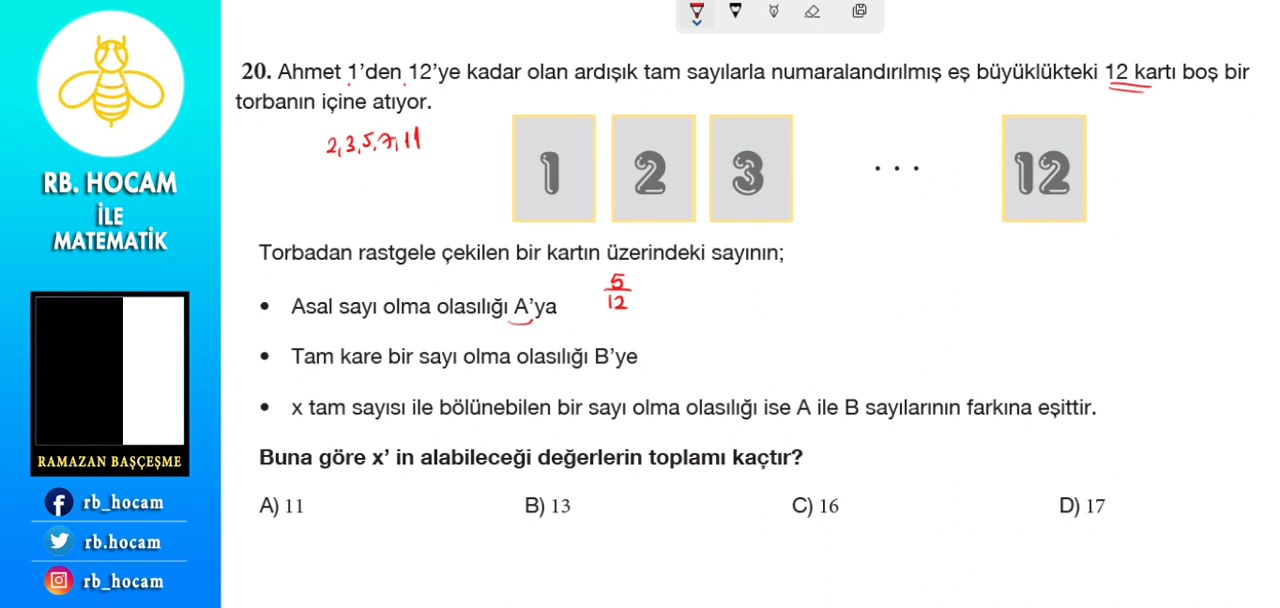 RB. HOCAM
İLE
MATEMATİK
RAMAZAN BAŞÇEŞME
rb_hocam
rb.hocam
rb_hocam
20. Ahmet 1’den 12’ye kadar olan ardışık tam sayılarla numaralandırılmış eş büyüklükteki 12 kartı boş bir
torbanın içine atıyor.
2,3,5,7,11
1 2 3 . . . 12
Torbadan rastgele çekilen bir kartın üzerindeki sayının;
• Asal sayı olma olasılığı A’ya 5/12
• Tam kare bir sayı olma olasılığı B’ye
• x tam sayısı ile bölünebilen bir sayı olma olasılığı ise A ile B sayılarının farkına eşittir.
Buna göre x’ in alabileceği değerlerin toplamı kaçtır?
A) 11 B) 13 C) 16 D) 17